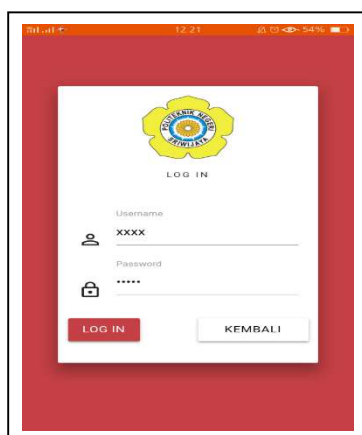 12.21
54%
POLITEKNIK NEGERI
SRIWIJAYA
LOG IN
Username
xxxx
Password
•••••
LOG IN
KEMBALI